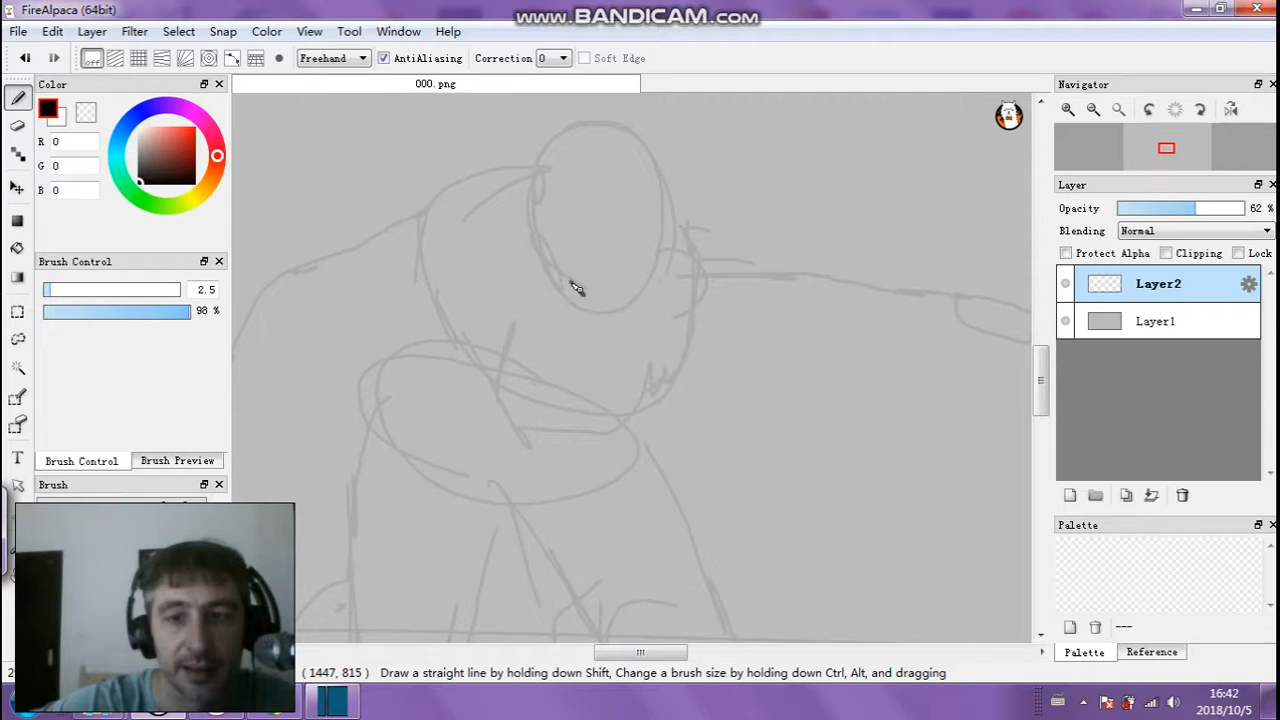 FireAlpaca (64bit)
www.BANDICAM.com
File Edit Layer Filter Select Snap Color View Tool Window Help
off Freehand AntiAliasing Correction 0 Soft Edge
Color
000.png
Navigator
R 0
G 0
B 0
Layer
Opacity 62 %
Blending Normal
Protect Alpha Clipping Lock
Brush Control
2.5
98 %
Layer2
Layer1
T
Brush Control Brush Preview
Brush
Palette
---
Palette Reference
( 1447, 815 ) Draw a straight line by holding down Shift, Change a brush size by holding down Ctrl, Alt, and dragging
16:42
2018/10/5